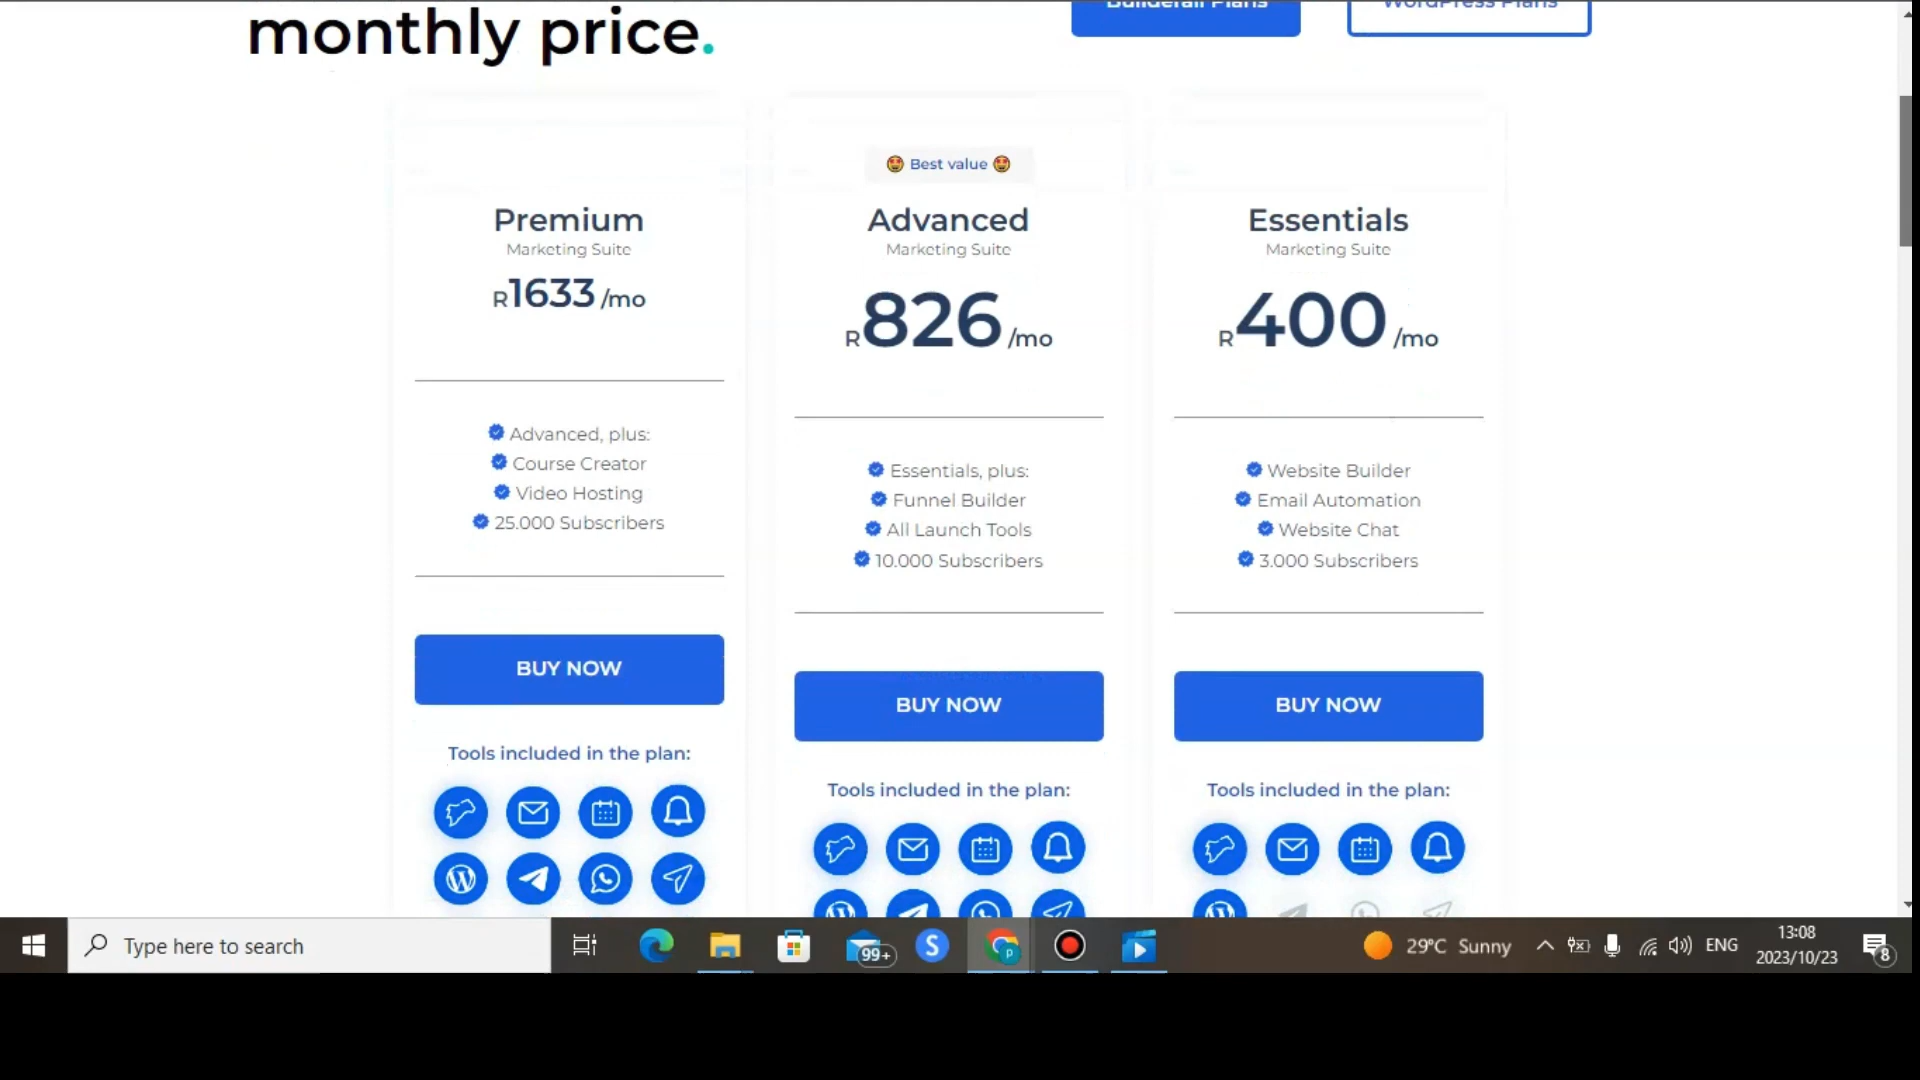 monthly price.
Builderall Plans
WordPress Plans
Premium
Marketing Suite
R1633/mo
Advanced, plus:
Course Creator
Video Hosting
25.000 Subscribers
BUY NOW
Tools included in the plan:
🤩 Best value 🤩
Advanced
Marketing Suite
R826/mo
Essentials, plus:
Funnel Builder
All Launch Tools
10.000 Subscribers
BUY NOW
Tools included in the plan:
Essentials
Marketing Suite
R400/mo
Website Builder
Email Automation
Website Chat
3.000 Subscribers
BUY NOW
Tools included in the plan:
Type here to search
99+
S
p
29°C Sunny
ENG
13:08
2023/10/23
8